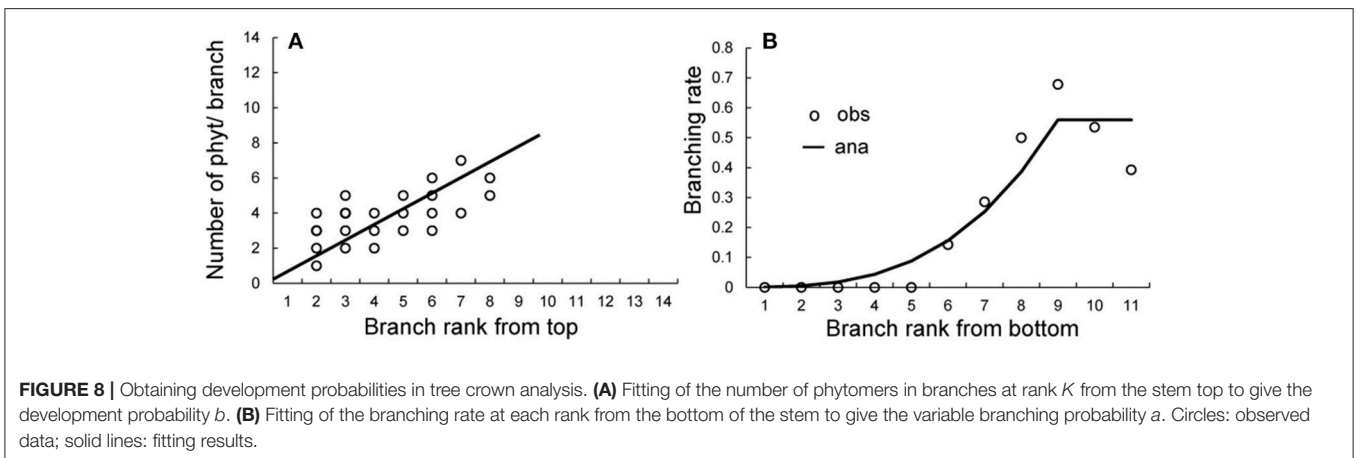 A
Number of phyt/ branch
14
12
10
8
6
4
2
0
1 2 3 4 5 6 7 8 9 10 11 12 13 14
Branch rank from top
B
Branching rate
0.8
0.7
0.6
0.5
0.4
0.3
0.2
0.1
0
obs
ana
1 2 3 4 5 6 7 8 9 10 11
Branch rank from bottom
FIGURE 8 | Obtaining development probabilities in tree crown analysis. (A) Fitting of the number of phytomers in branches at rank K from the stem top to give the
development probability b. (B) Fitting of the branching rate at each rank from the bottom of the stem to give the variable branching probability a. Circles: observed
data; solid lines: fitting results.